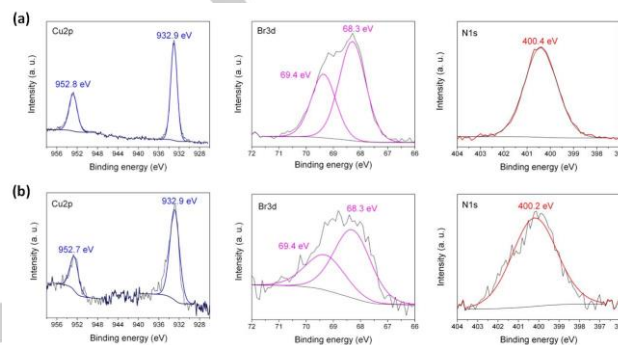 (a)
Cu2p
952.8 eV
932.9 eV
Intensity (a. u.)
956 952 948 944 940 936 932 928
Binding energy (eV)
Br3d
69.4 eV
68.3 eV
Intensity (a. u.)
72 71 70 69 68 67 66
Binding energy (eV)
N1s
400.4 eV
Intensity (a. u.)
404 403 402 401 400 399 398
Binding energy (eV)
(b)
Cu2p
952.7 eV
932.9 eV
Intensity (a. u.)
956 952 948 944 940 936 932 928
Binding energy (eV)
Br3d
69.4 eV
68.3 eV
Intensity (a. u.)
72 71 70 69 68 67 66
Binding energy (eV)
N1s
400.2 eV
Intensity (a. u.)
404 403 402 401 400 399 398 397
Binding energy (eV)